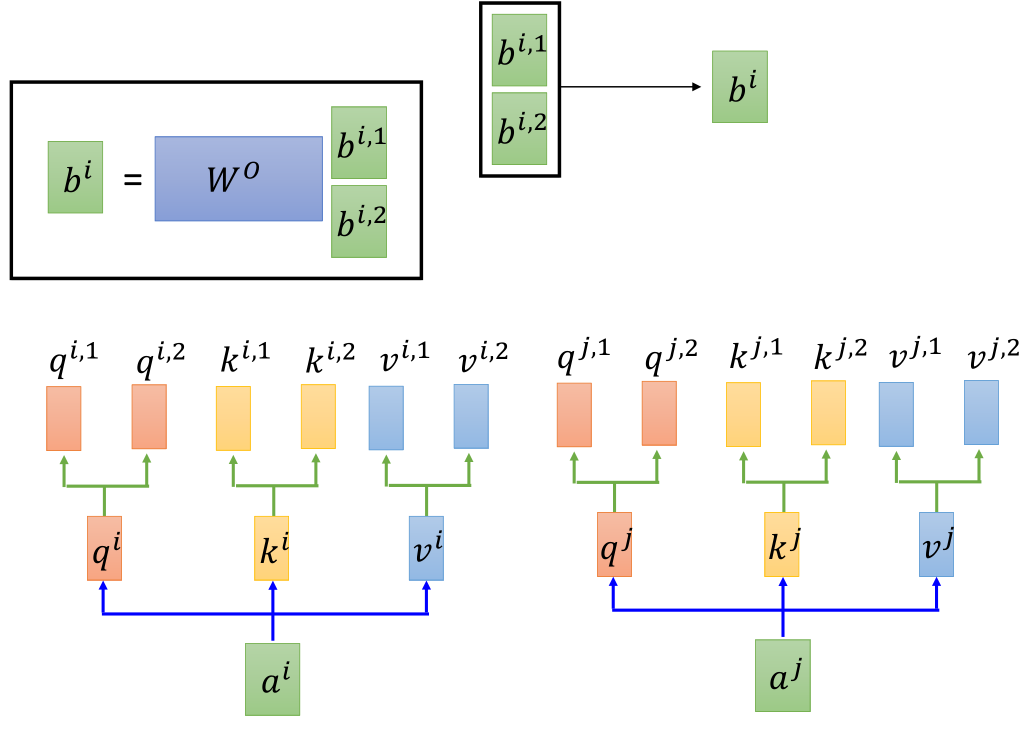 b^{i,1}
b^{i,2}
b^i
b^i = W^O b^{i,1}
b^{i,2}
q^{i,1} q^{i,2} k^{i,1} k^{i,2} v^{i,1} v^{i,2} q^{j,1} q^{j,2} k^{j,1} k^{j,2} v^{j,1} v^{j,2}
q^i k^i v^i q^j k^j v^j
a^i a^j